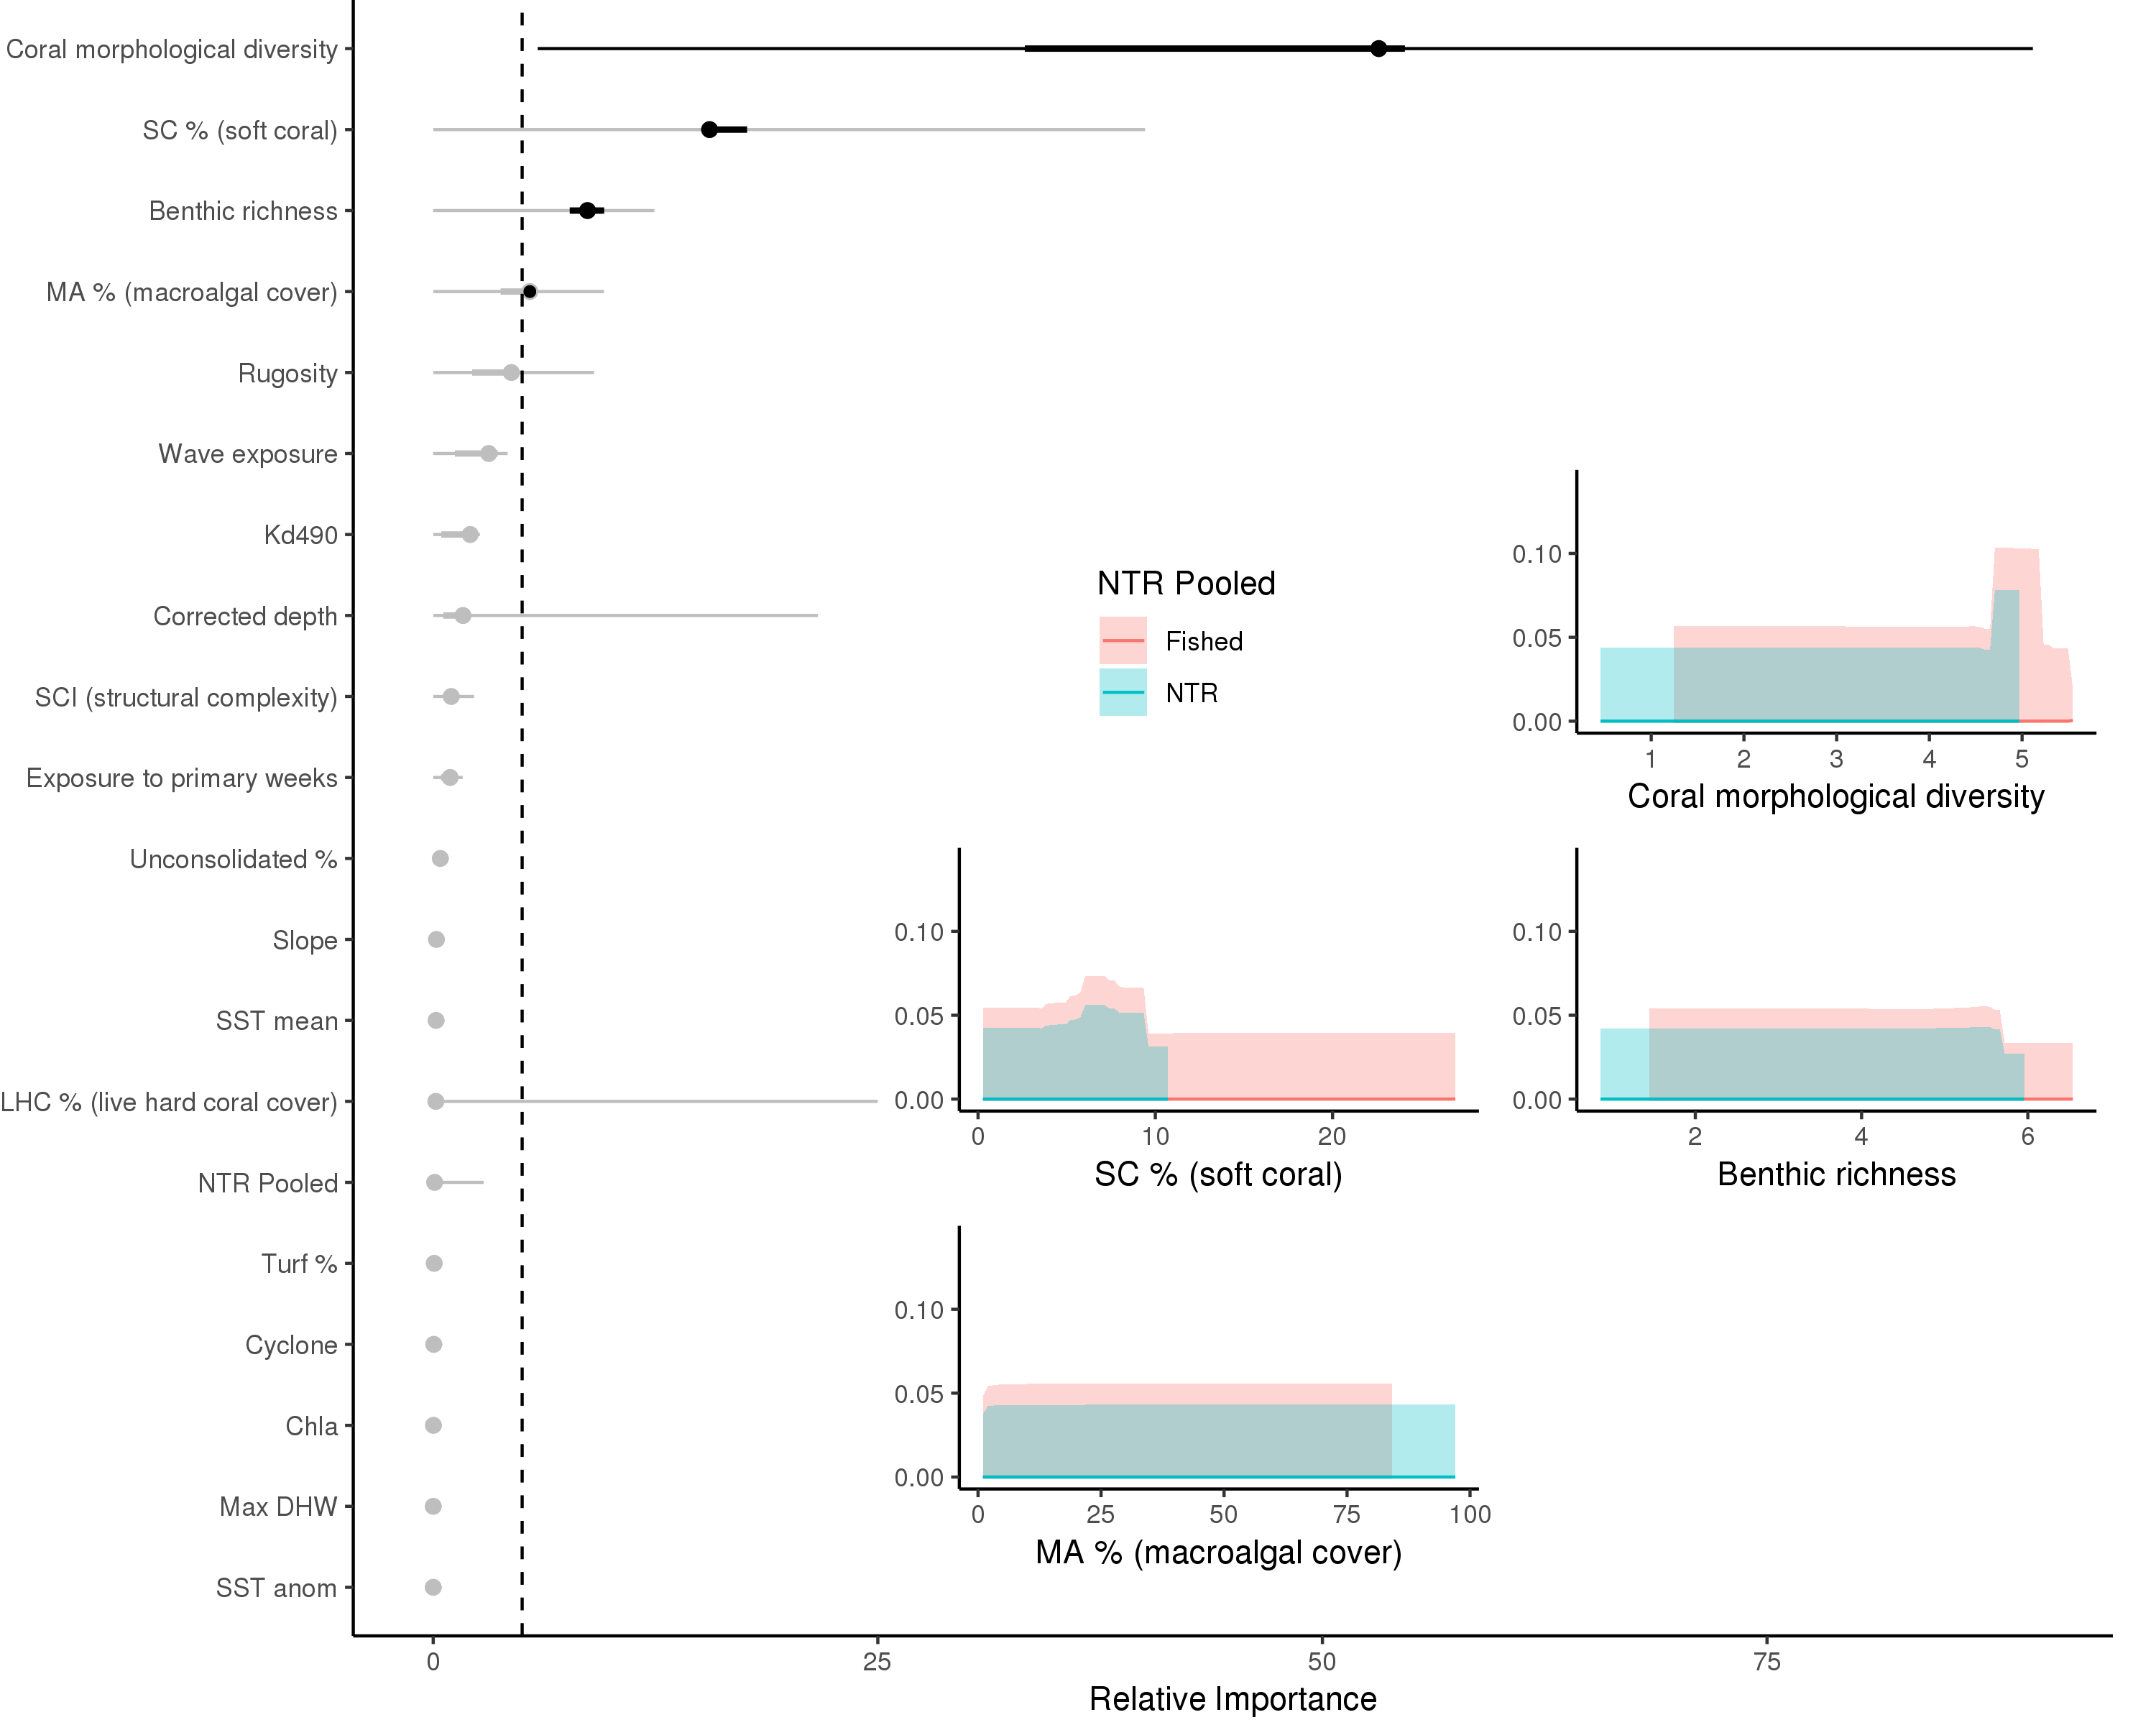 Coral morphological diversity
SC % (soft coral)
Benthic richness
MA % (macroalgal cover)
Rugosity
Wave exposure
Kd490
Corrected depth
SCI (structural complexity)
Exposure to primary weeks
Unconsolidated %
Slope
SST mean
LHC % (live hard coral cover)
NTR Pooled
Turf %
Cyclone
Chla
Max DHW
SST anom
0 25 50 75
Relative Importance
NTR Pooled
Fished
NTR
0.10
0.05
0.00
1 2 3 4 5
Coral morphological diversity
0.10
0.05
0.00
0 10 20
SC % (soft coral)
0.10
0.05
0.00
2 4 6
Benthic richness
0.10
0.05
0.00
0 25 50 75 100
MA % (macroalgal cover)